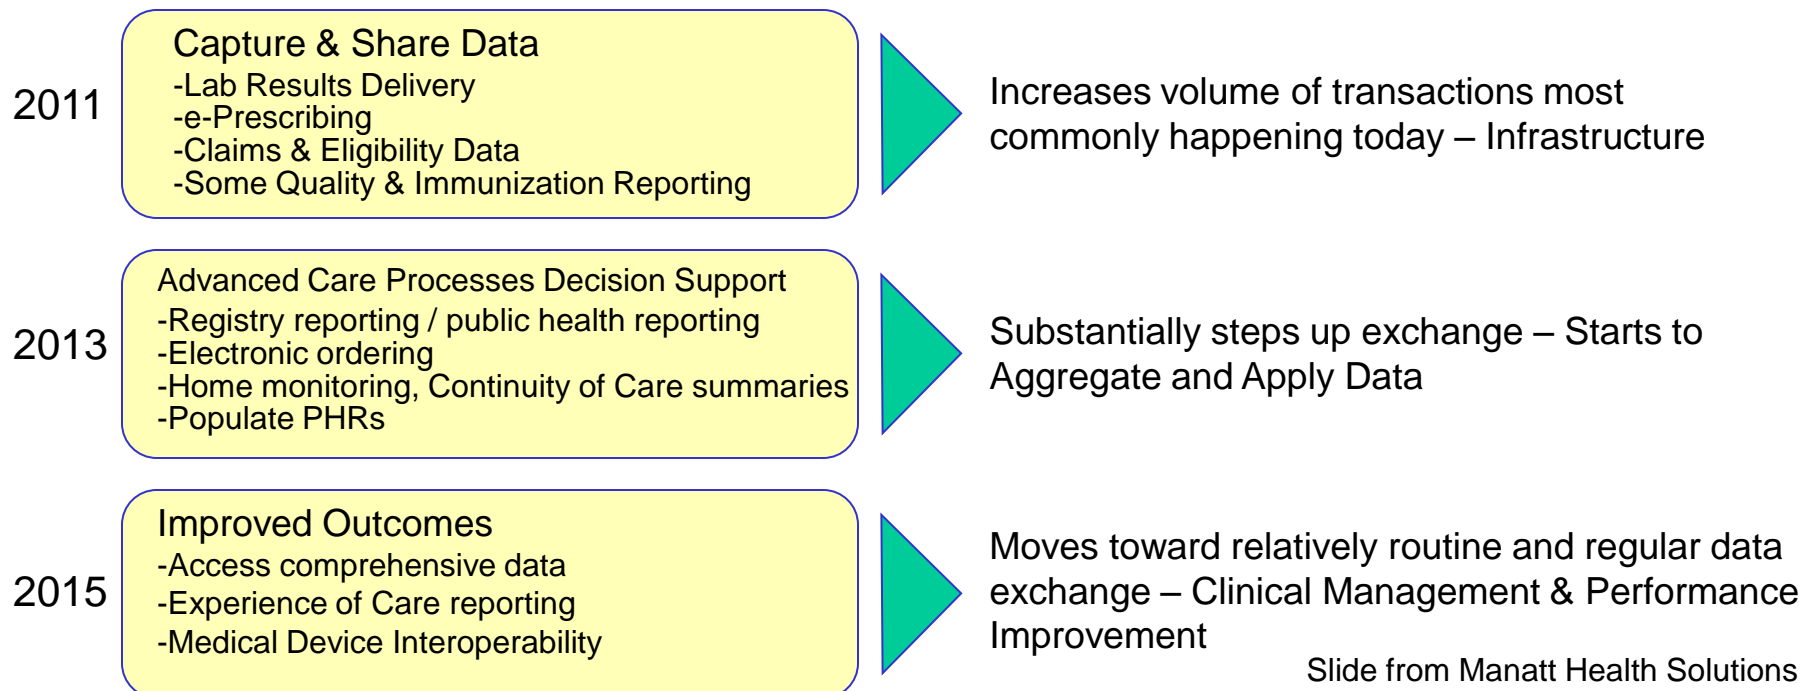 2011
Capture & Share Data
-Lab Results Delivery
-e-Prescribing
-Claims & Eligibility Data
-Some Quality & Immunization Reporting
Increases volume of transactions most
commonly happening today – Infrastructure
2013
Advanced Care Processes Decision Support
-Registry reporting / public health reporting
-Electronic ordering
-Home monitoring, Continuity of Care summaries
-Populate PHRs
Substantially steps up exchange – Starts to
Aggregate and Apply Data
2015
Improved Outcomes
-Access comprehensive data
-Experience of Care reporting
-Medical Device Interoperability
Moves toward relatively routine and regular data
exchange – Clinical Management & Performance
Improvement
Slide from Manatt Health Solutions